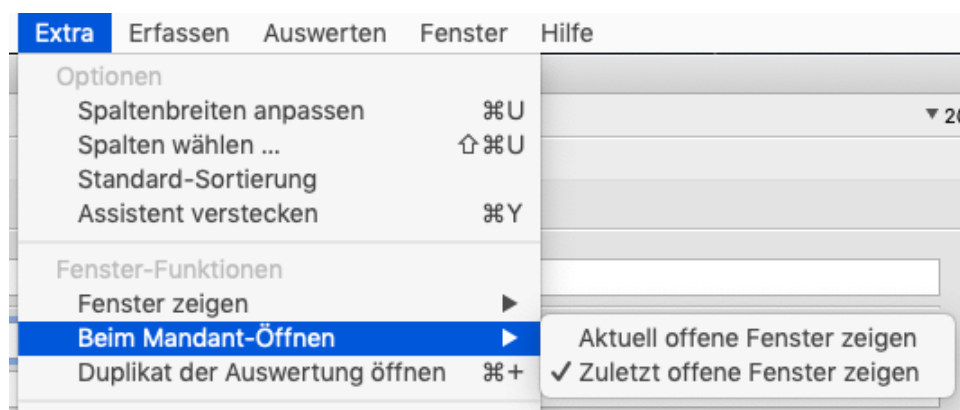 Extra Erfassen Auswerten Fenster Hilfe
Optionen
Spaltenbreiten anpassen ⌘U
▼ 20
Spalten wählen ... ⇧⌘U
Standard-Sortierung
Assistent verstecken ⌘Y
Fenster-Funktionen
Fenster zeigen ▶
Beim Mandant-Öffnen ▶
Aktuell offene Fenster zeigen
Duplikat der Auswertung öffnen ⌘+
✓ Zuletzt offene Fenster zeigen